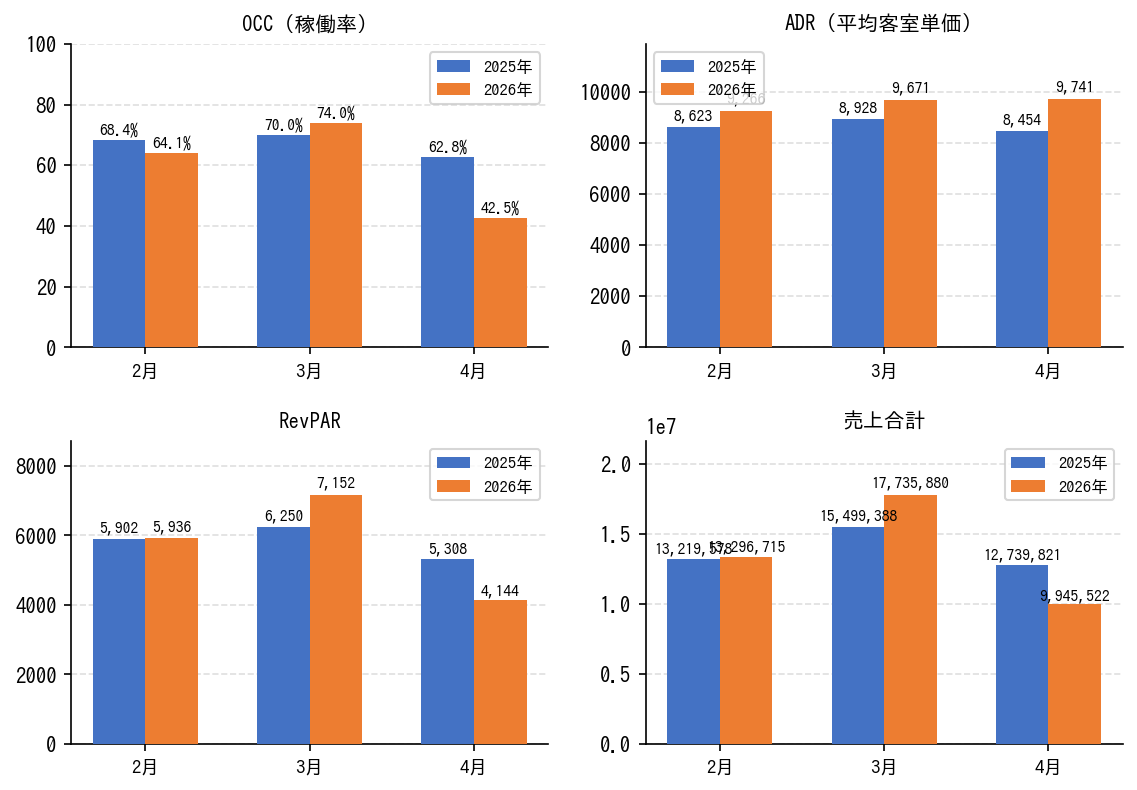 OCC (稼働率)
100
80
60
40
20
0
2025年
2026年
68.4%
64.1%
70.0%
74.0%
62.8%
42.5%
2月
3月
4月
ADR (平均客室単価)
10000
8000
6000
4000
2000
0
2025年
2026年
8,623
9,266
8,928
9,671
8,454
9,741
2月
3月
4月
RevPAR
8000
6000
4000
2000
0
2025年
2026年
5,902
5,936
6,250
7,152
5,308
4,144
2月
3月
4月
売上合計
1e7
2.0
1.5
1.0
0.5
0.0
2025年
2026年
13,219,578
13,296,715
15,499,388
17,735,880
12,739,821
9,945,522
2月
3月
4月